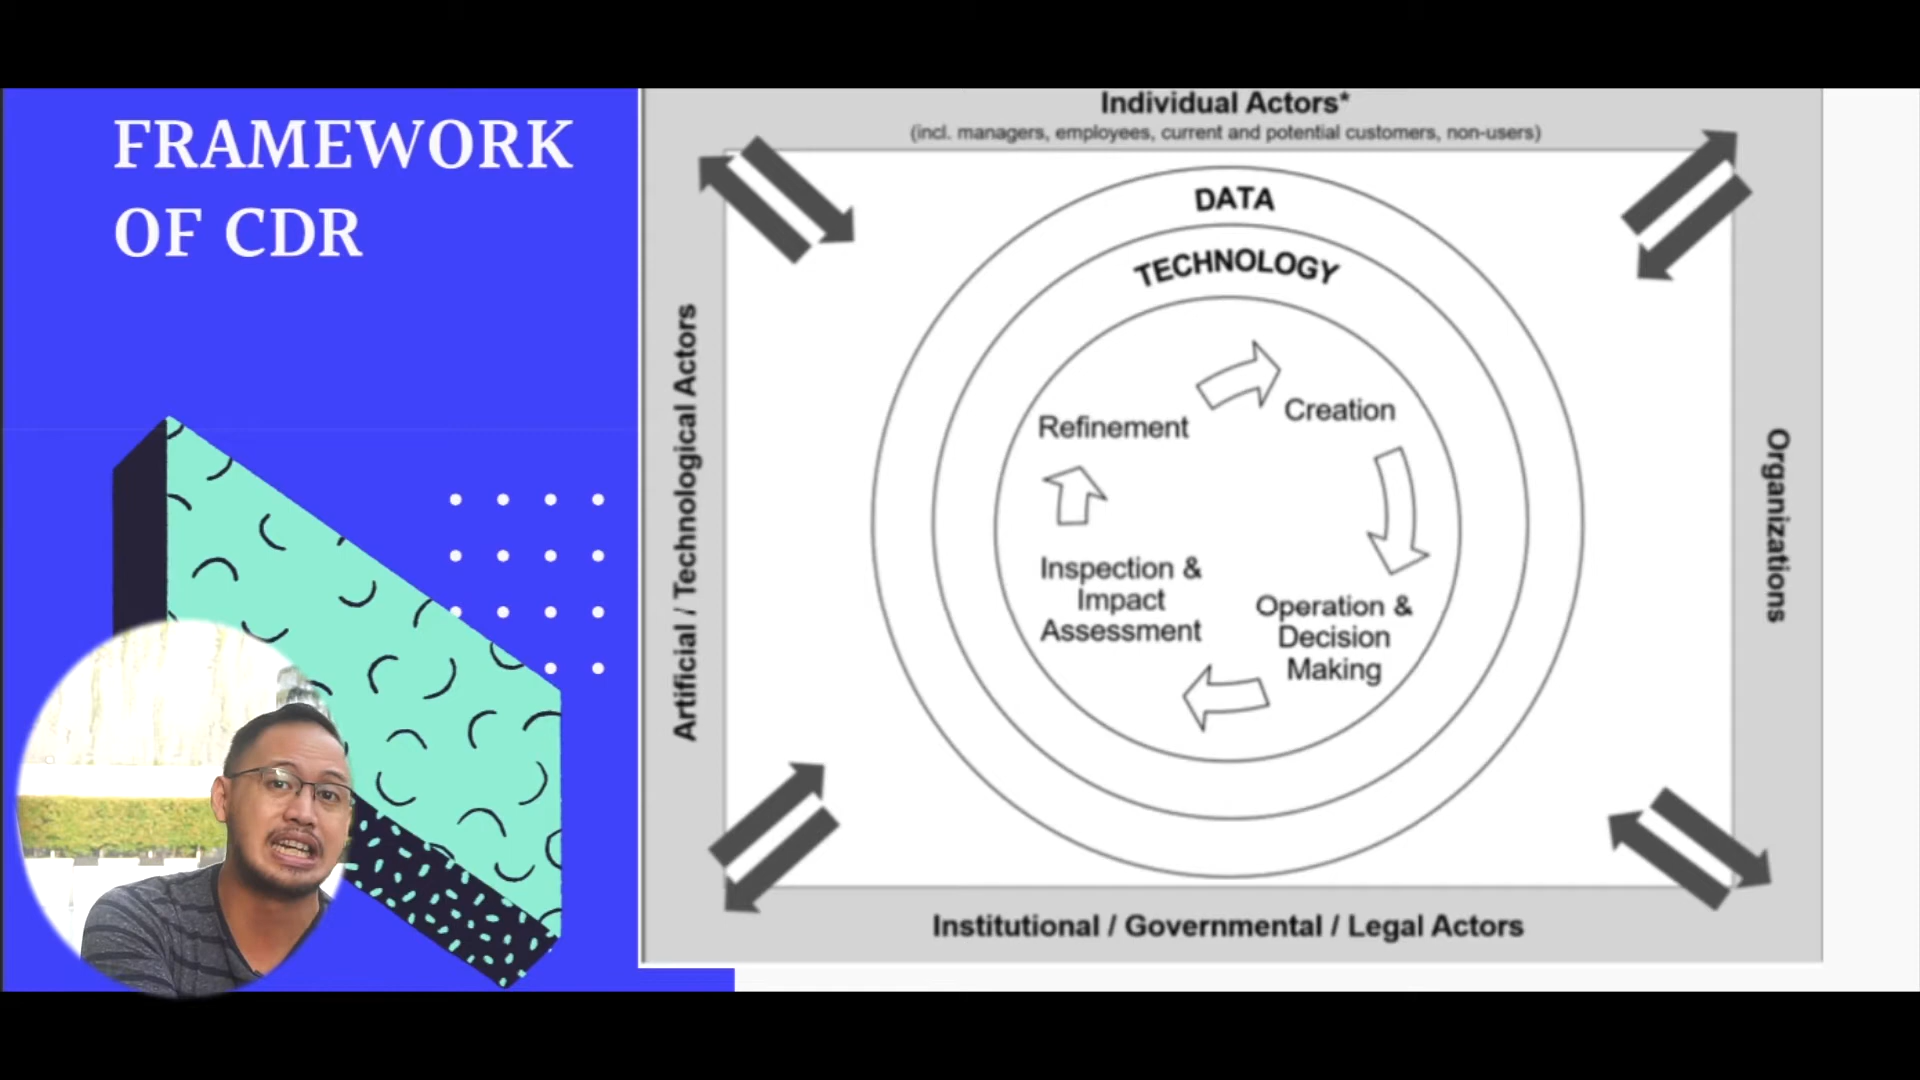 FRAMEWORK
OF CDR
Individual Actors*
(incl. managers, employees, current and potential customers, non-users)
DATA
TECHNOLOGY
Refinement
Creation
Inspection &
Impact
Assessment
Operation &
Decision
Making
Artificial / Technological Actors
Organizations
Institutional / Governmental / Legal Actors